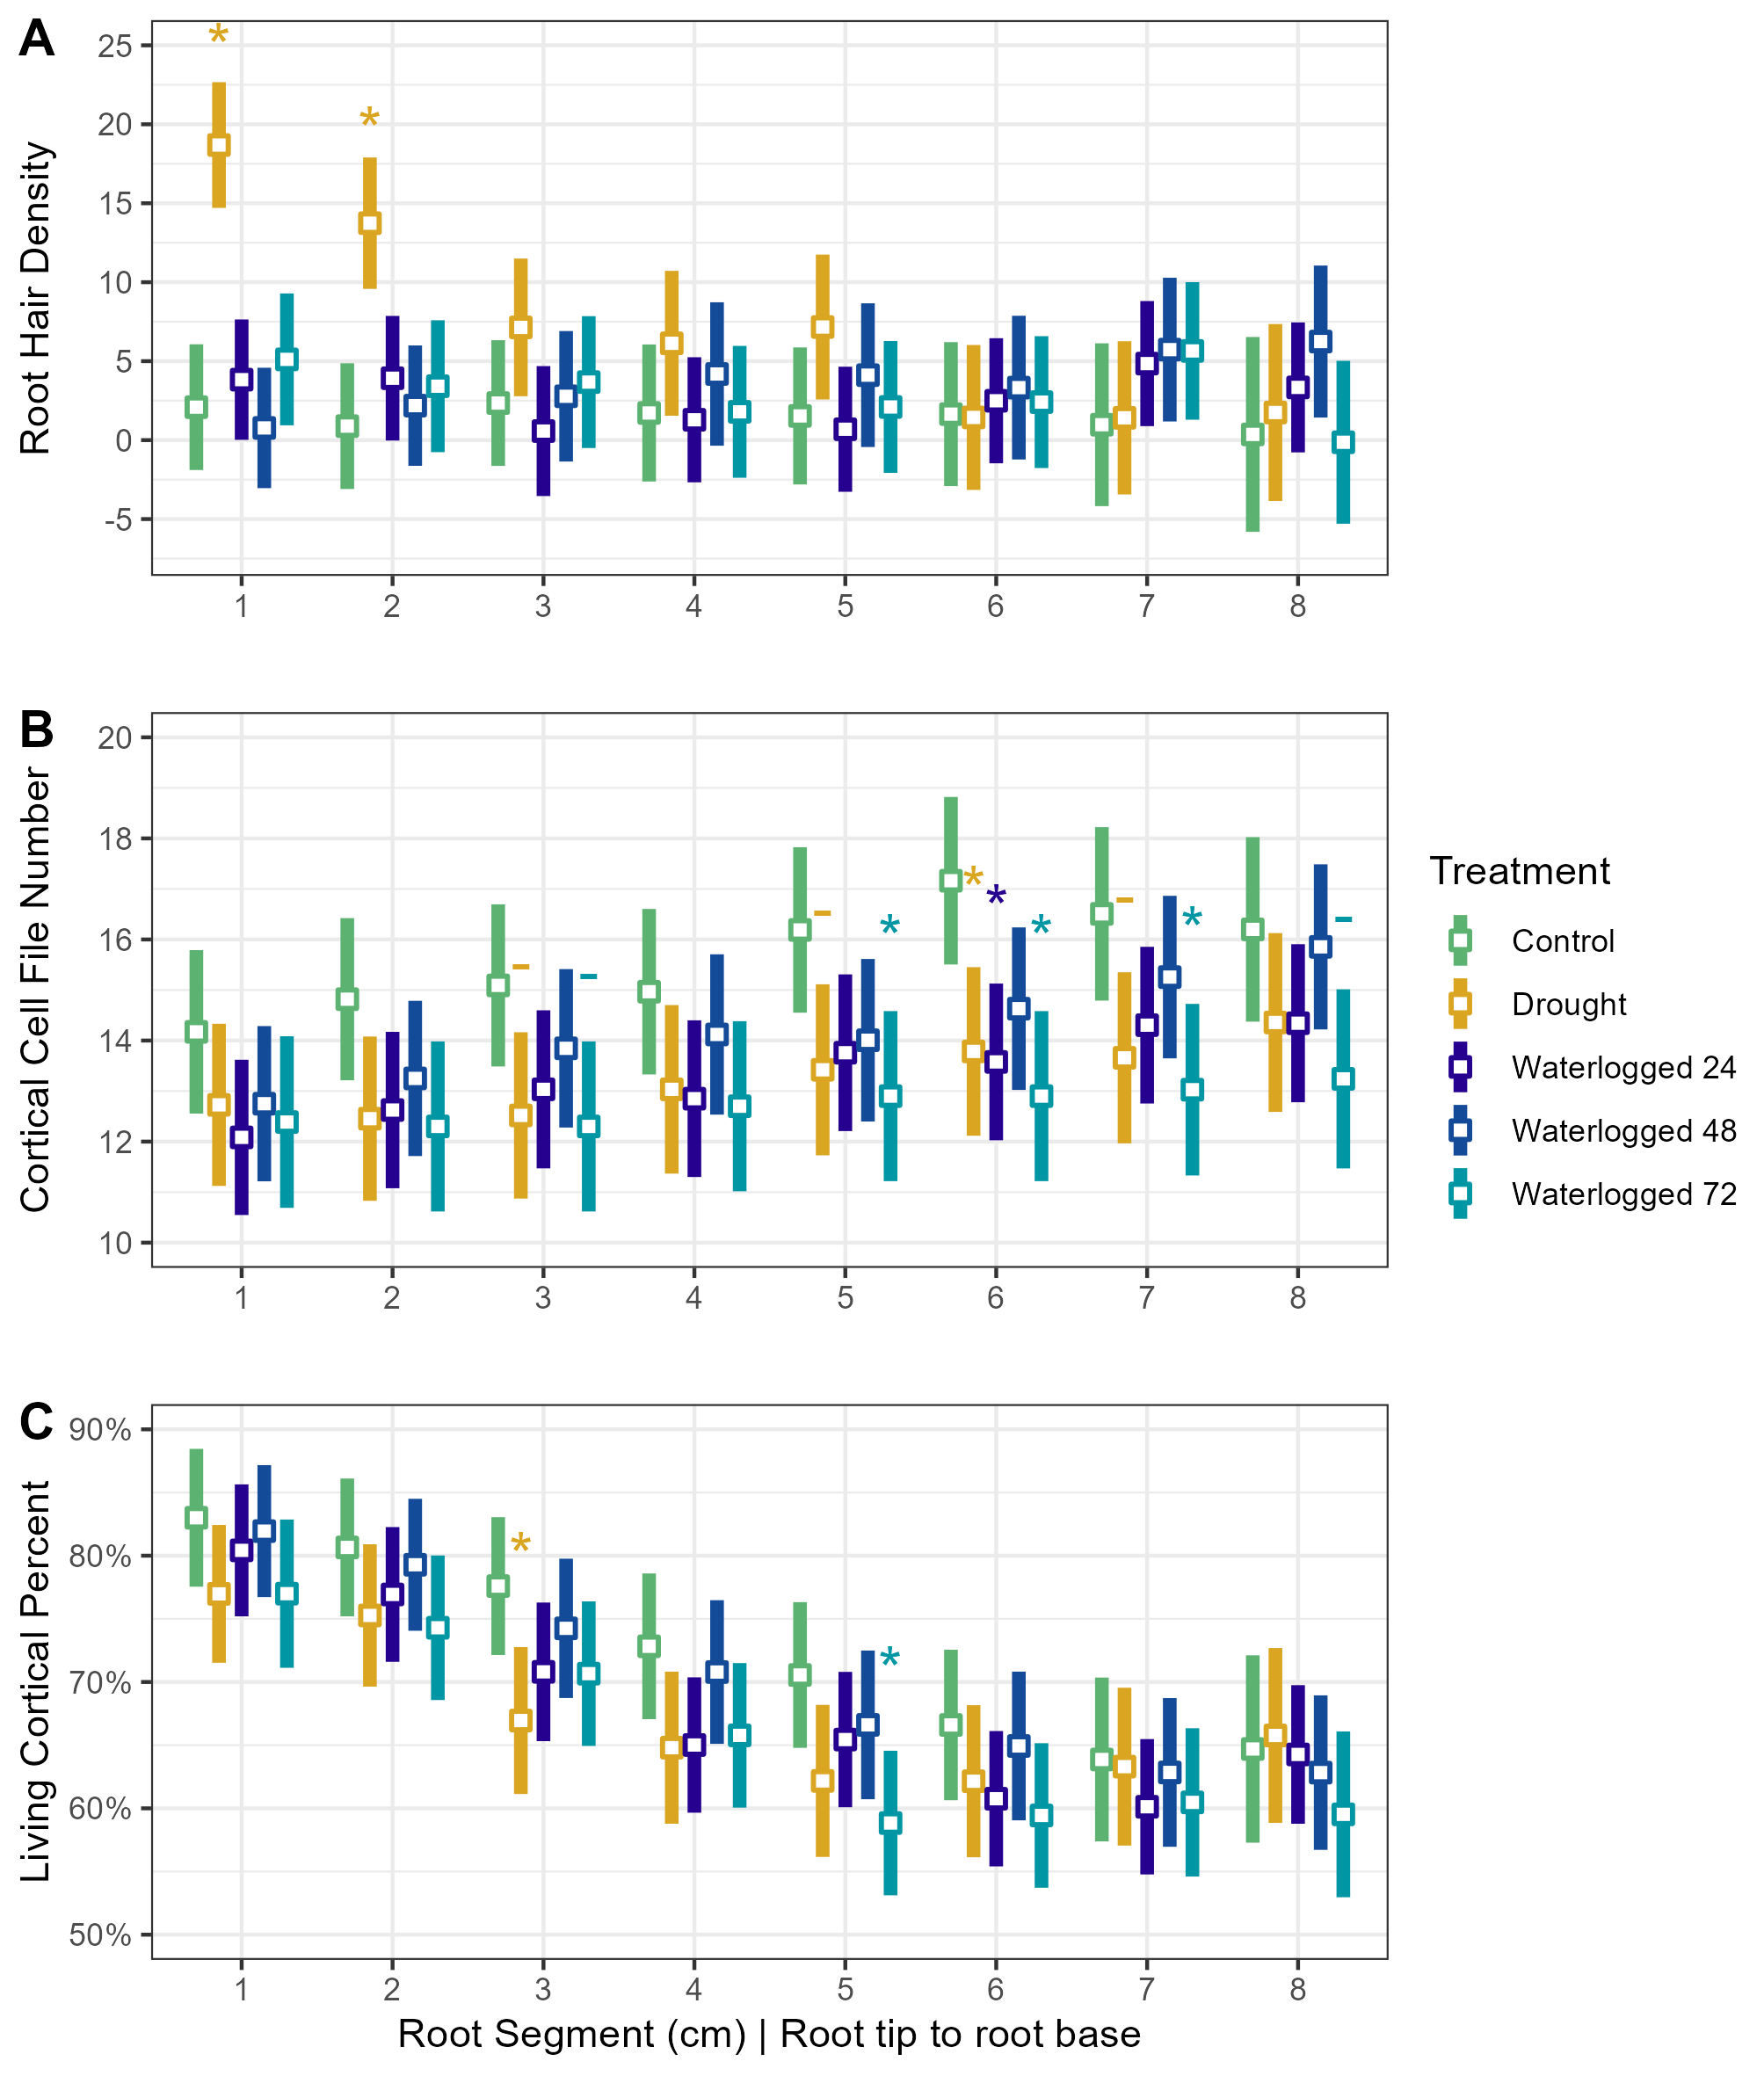 A
Root Hair Density
25
20
15
10
5
0
-5
1 2 3 4 5 6 7 8
*
*
B
Cortical Cell File Number
20
18
16
14
12
10
1 2 3 4 5 6 7 8
- - - * * * * - * -
Treatment
Control
Drought
Waterlogged 24
Waterlogged 48
Waterlogged 72
C
Living Cortical Percent
90%
80%
70%
60%
50%
1 2 3 4 5 6 7 8
*
*
Root Segment (cm) | Root tip to root base